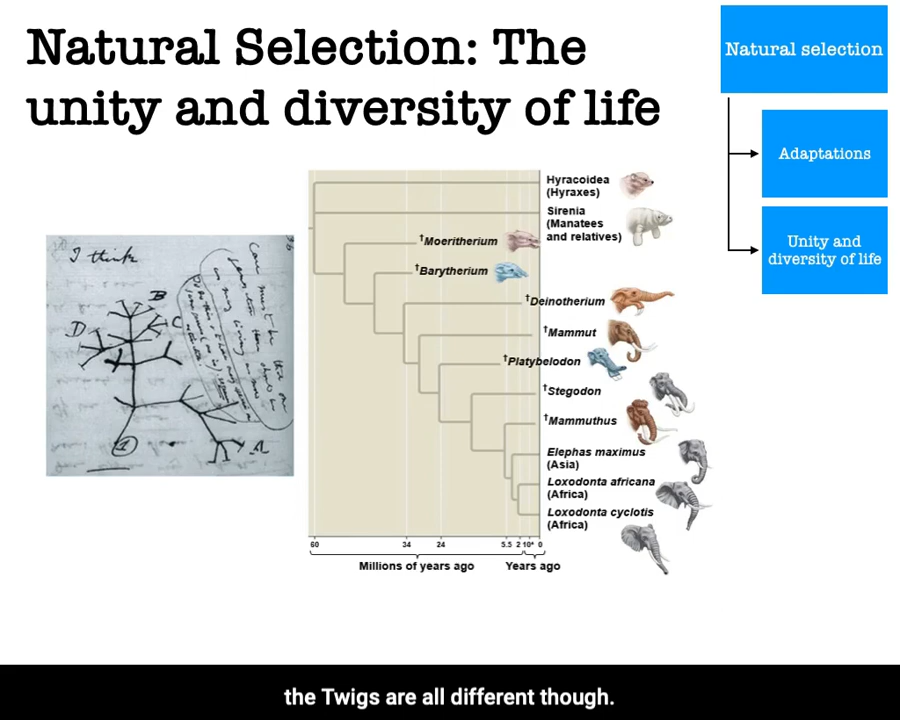 Natural Selection: The
unity and diversity of life
Natural selection
Adaptations
Unity and
diversity of life
I think
B
D
C
A
1
Hyracoidea
(Hyraxes)
Sirenia
(Manatees
and relatives)
†Moeritherium
†Barytherium
†Deinotherium
†Mammut
†Platybelodon
†Stegodon
†Mammuthus
Elephas maximus
(Asia)
Loxodonta africana
(Africa)
Loxodonta cyclotis
(Africa)
60 34 24 5.5 2 10⁴ 0
Millions of years ago Years ago
the Twigs are all different though.